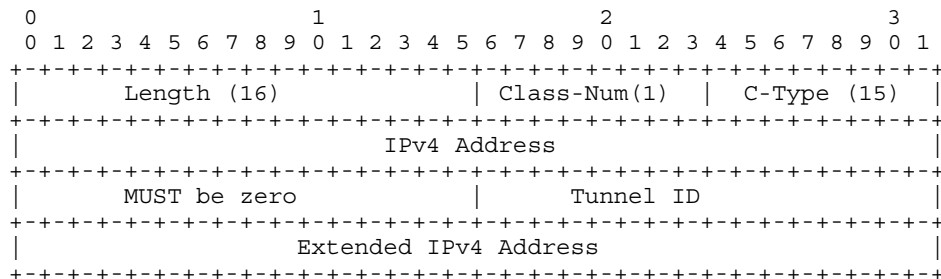 0                   1                   2                   3
 0 1 2 3 4 5 6 7 8 9 0 1 2 3 4 5 6 7 8 9 0 1 2 3 4 5 6 7 8 9 0 1
+-+-+-+-+-+-+-+-+-+-+-+-+-+-+-+-+-+-+-+-+-+-+-+-+-+-+-+-+-+-+-+-+
|       Length (16)             | Class-Num(1)  |  C-Type (15)  |
+-+-+-+-+-+-+-+-+-+-+-+-+-+-+-+-+-+-+-+-+-+-+-+-+-+-+-+-+-+-+-+-+
|                         IPv4 Address                          |
+-+-+-+-+-+-+-+-+-+-+-+-+-+-+-+-+-+-+-+-+-+-+-+-+-+-+-+-+-+-+-+-+
|       MUST be zero            |      Tunnel ID                |
+-+-+-+-+-+-+-+-+-+-+-+-+-+-+-+-+-+-+-+-+-+-+-+-+-+-+-+-+-+-+-+-+
|                   Extended IPv4 Address                       |
+-+-+-+-+-+-+-+-+-+-+-+-+-+-+-+-+-+-+-+-+-+-+-+-+-+-+-+-+-+-+-+-+